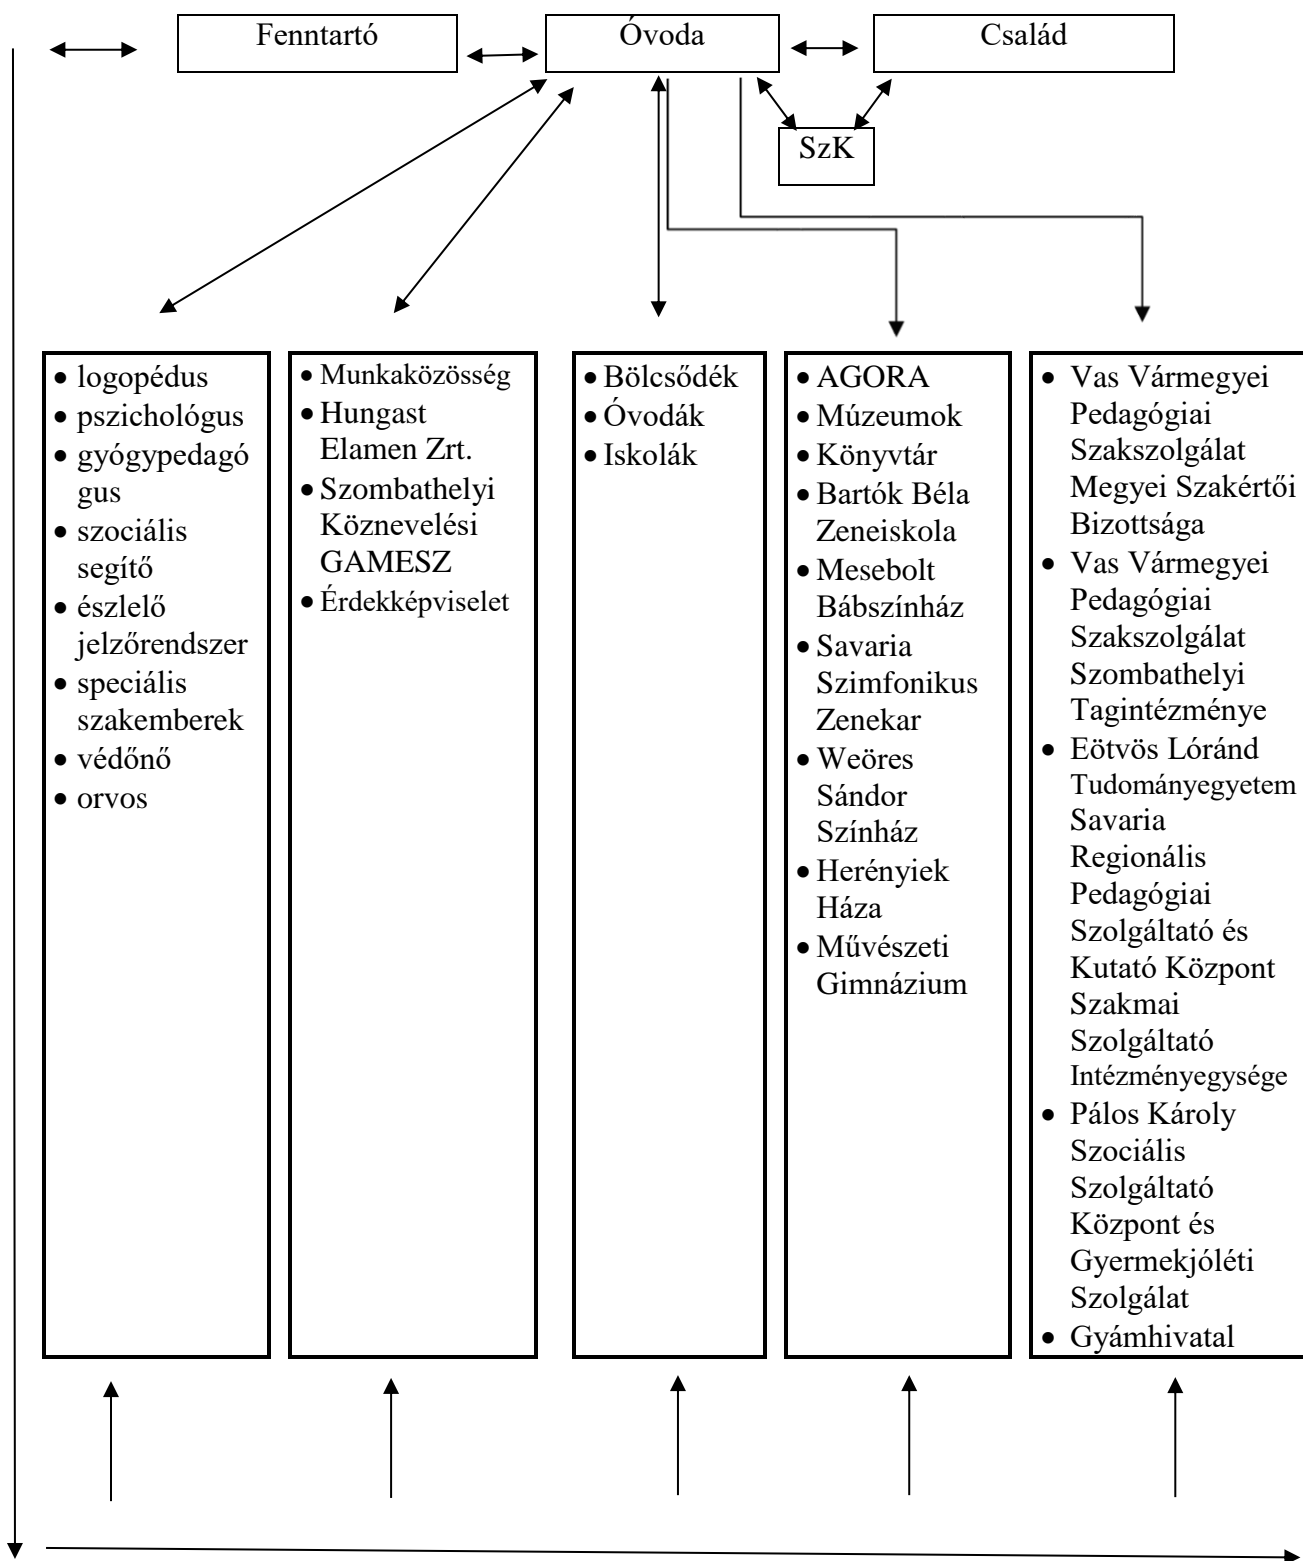 Fenntartó
Óvoda
Család
SzK
• logopédus
• pszichológus
• gyógypedagó
gus
• szociális
segítő
• észlelő
jelzőrendszer
• speciális
szakemberek
• védőnő
• orvos
• Munkaközösség
• Hungast
Elamen Zrt.
• Szombathelyi
Köznevelési
GAMESZ
• Érdekképviselet
• Bölcsődék
• Óvodák
• Iskolák
• AGORA
• Múzeumok
• Könyvtár
• Bartók Béla
Zeneiskola
• Mesebolt
Bábszínház
• Savaria
Szimfonikus
Zenekar
• Weöres
Sándor
Színház
• Herényiek
Háza
• Művészeti
Gimnázium
• Vas Vármegyei
Pedagógiai
Szakszolgálat
Megyei Szakértői
Bizottsága
• Vas Vármegyei
Pedagógiai
Szakszolgálat
Szombathelyi
Tagintézménye
• Eötvös Lóránd
Tudományegyetem
Savaria
Regionális
Pedagógiai
Szolgáltató és
Kutató Központ
Szakmai
Szolgáltató
Intézményegysége
• Pálos Károly
Szociális
Szolgáltató
Központ és
Gyermekjóléti
Szolgálat
• Gyámhivatal